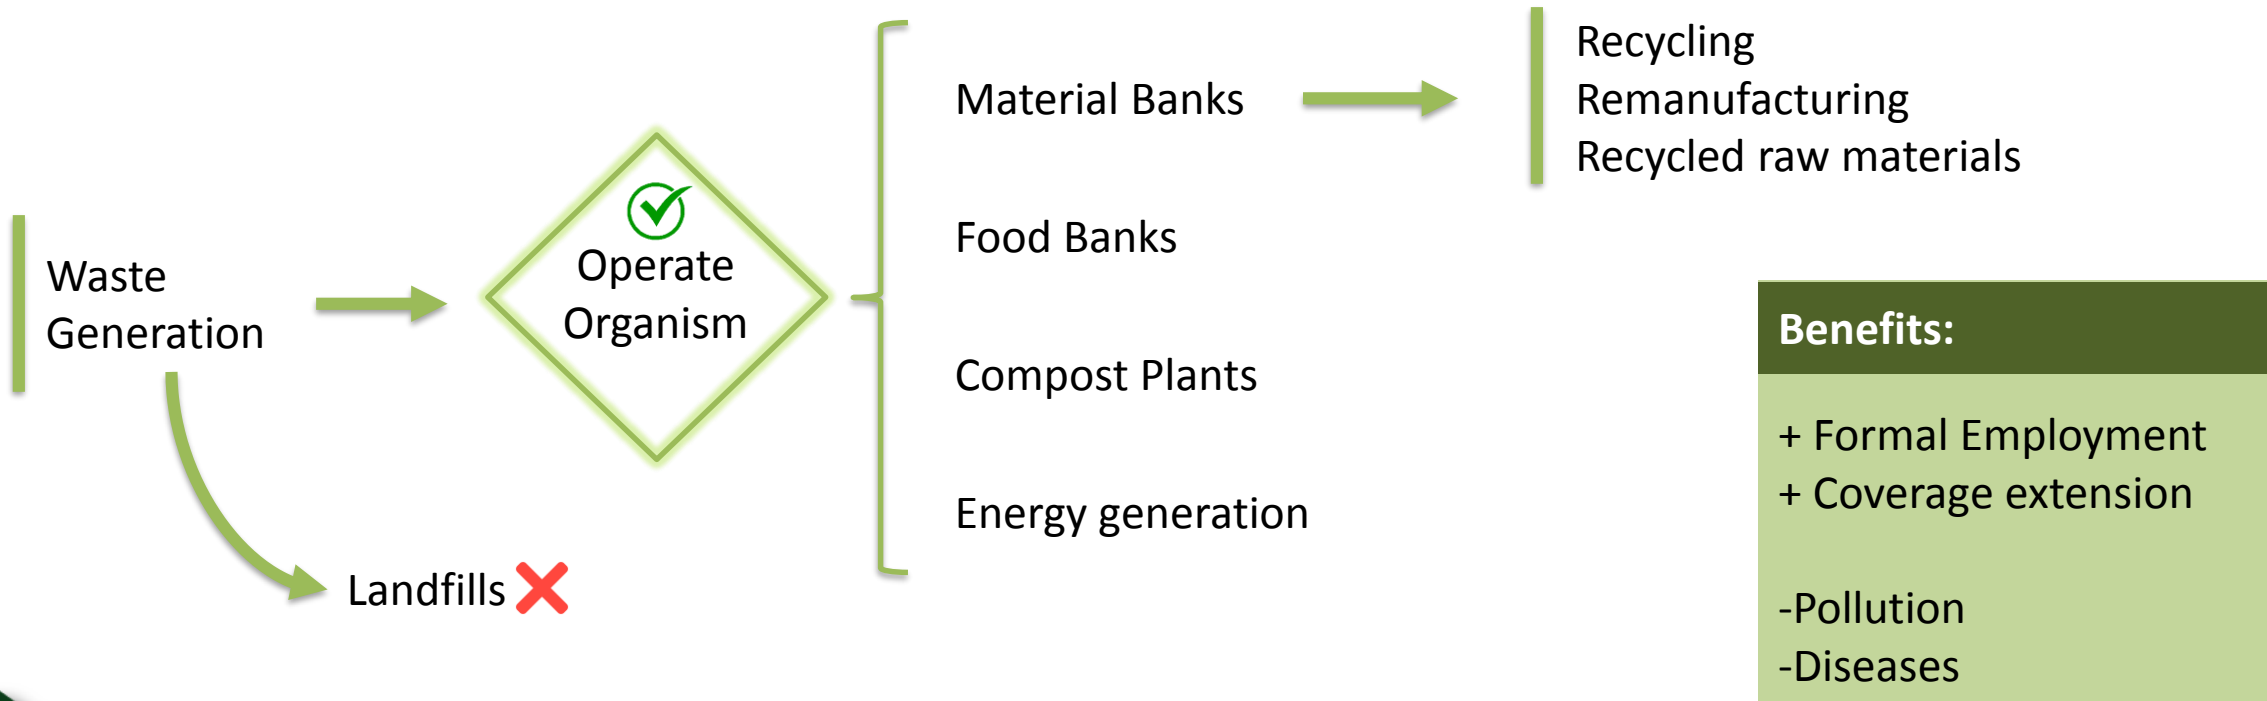 Waste
Generation
Landfills
Operate
Organism
Material Banks
Food Banks
Compost Plants
Energy generation
Recycling
Remanufacturing
Recycled raw materials
Benefits:
+ Formal Employment
+ Coverage extension
-Pollution
-Diseases